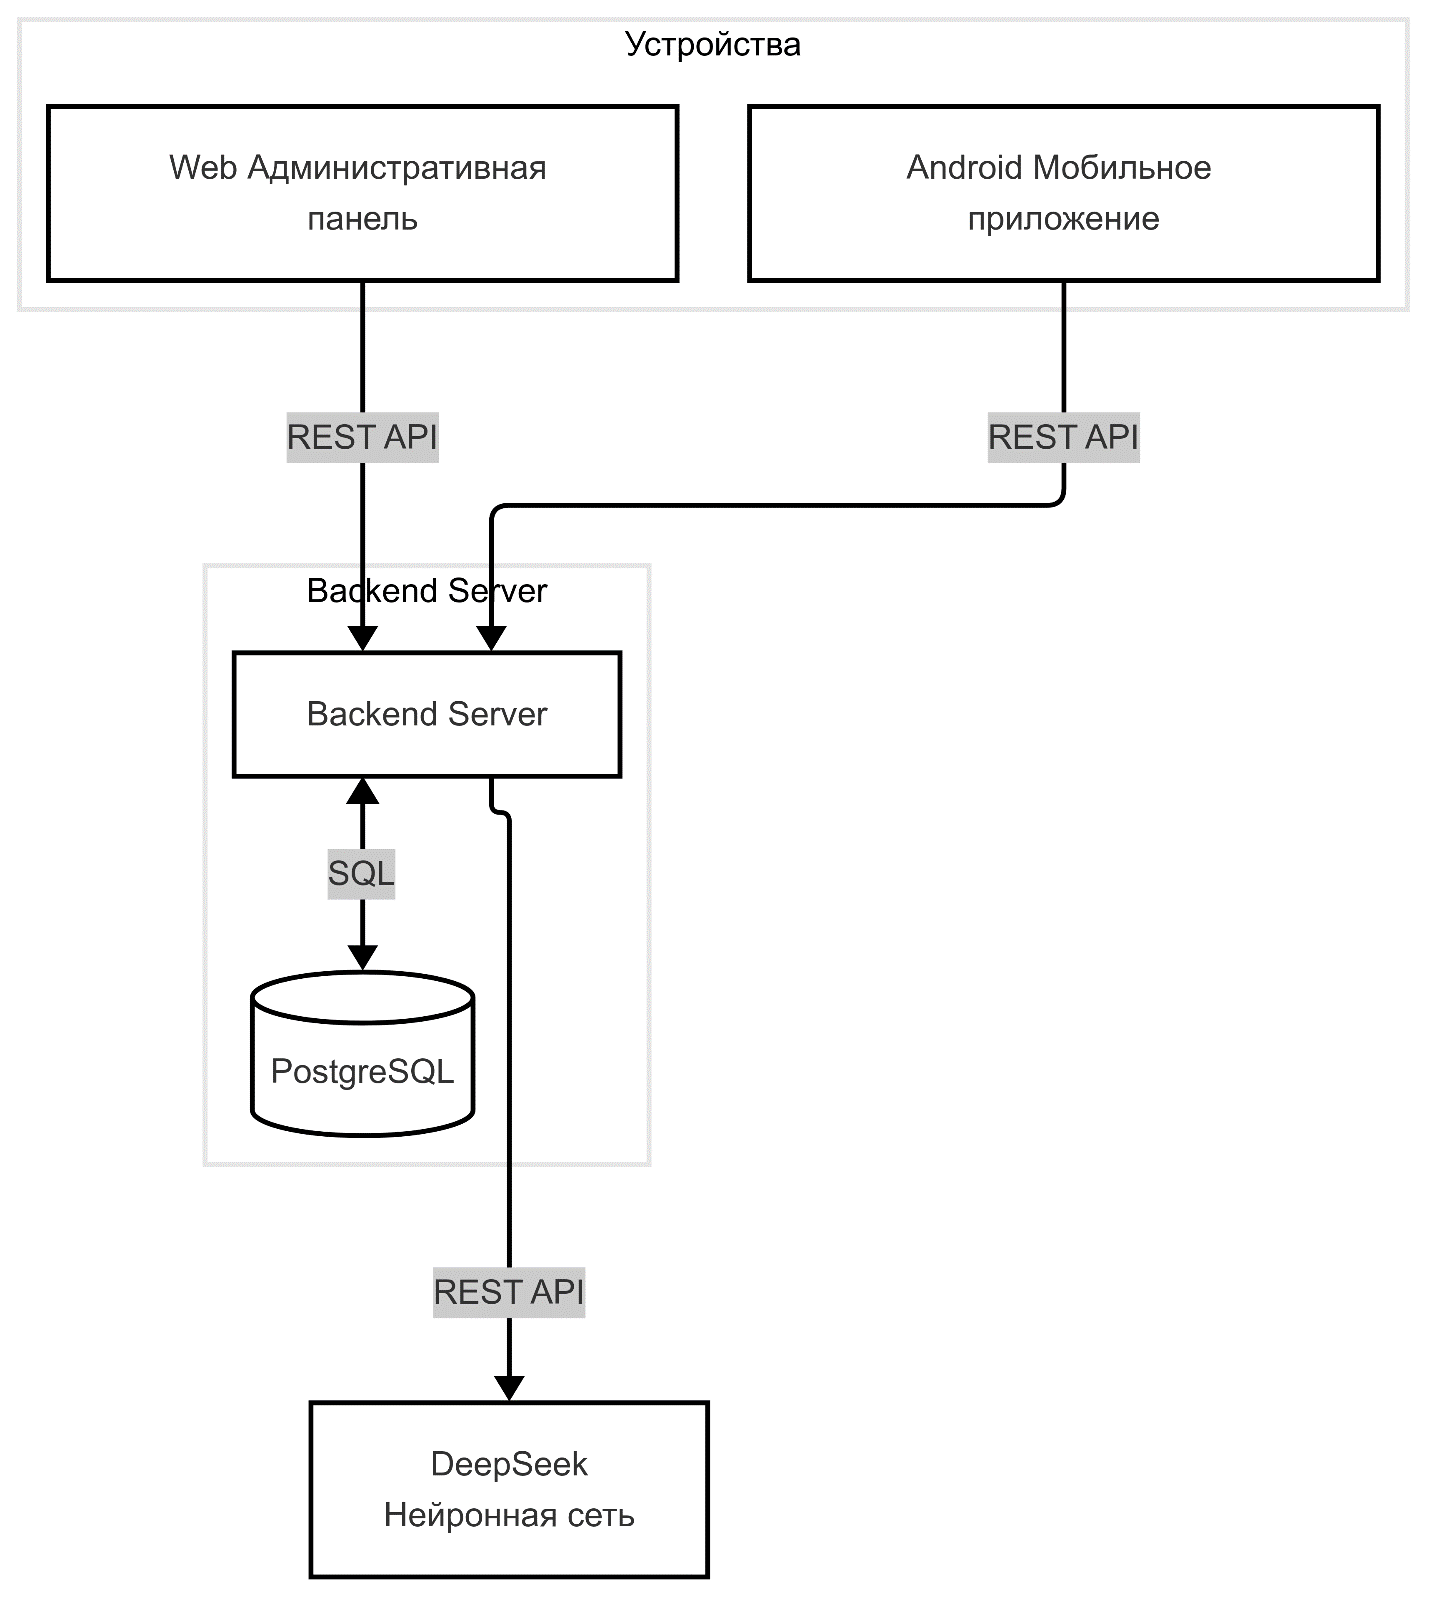 Устройства
Web Административная
панель
Android Мобильное
приложение
REST API
REST API
Backend Server
Backend Server
SQL
PostgreSQL
REST API
DeepSeek
Нейронная сеть